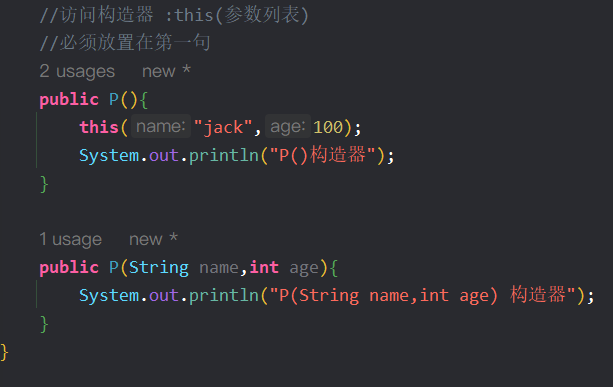 //访问构造器 :this(参数列表)
//必须放置在第一句
2 usages new *
public P(){
this( name: "jack", age: 100);
System.out.println("P()构造器");
}
1 usage new *
public P(String name,int age){
System.out.println("P(String name,int age) 构造器");
}
}